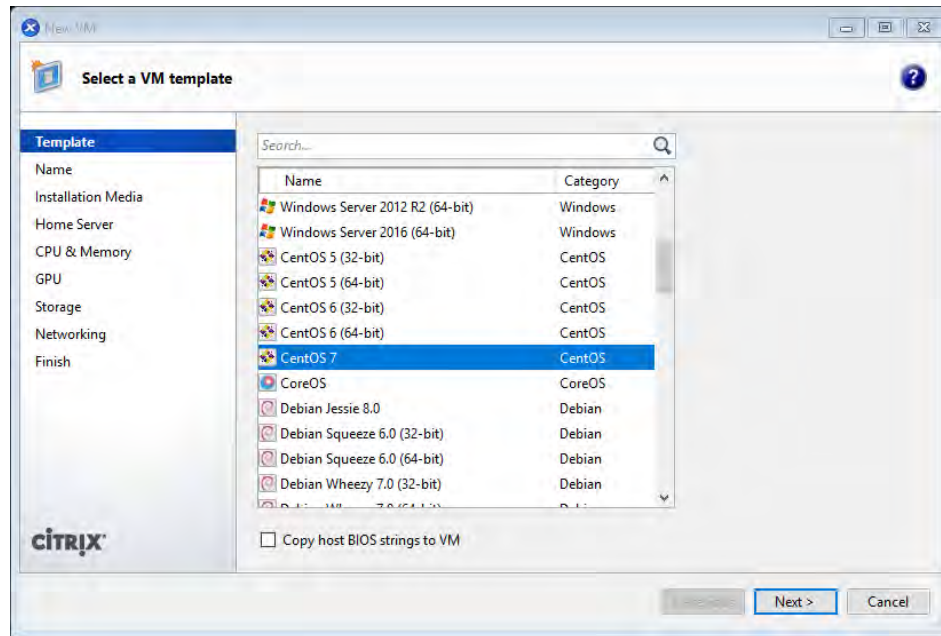 New VM
Select a VM template
Template
Name
Installation Media
Home Server
CPU & Memory
GPU
Storage
Networking
Finish
Search...
Name Category
Windows Server 2012 R2 (64-bit) Windows
Windows Server 2016 (64-bit) Windows
CentOS 5 (32-bit) CentOS
CentOS 5 (64-bit) CentOS
CentOS 6 (32-bit) CentOS
CentOS 6 (64-bit) CentOS
CentOS 7 CentOS
CoreOS CoreOS
Debian Jessie 8.0 Debian
Debian Squeeze 6.0 (32-bit) Debian
Debian Squeeze 6.0 (64-bit) Debian
Debian Wheezy 7.0 (32-bit) Debian
Copy host BIOS strings to VM
CITRIX
Next >
Cancel